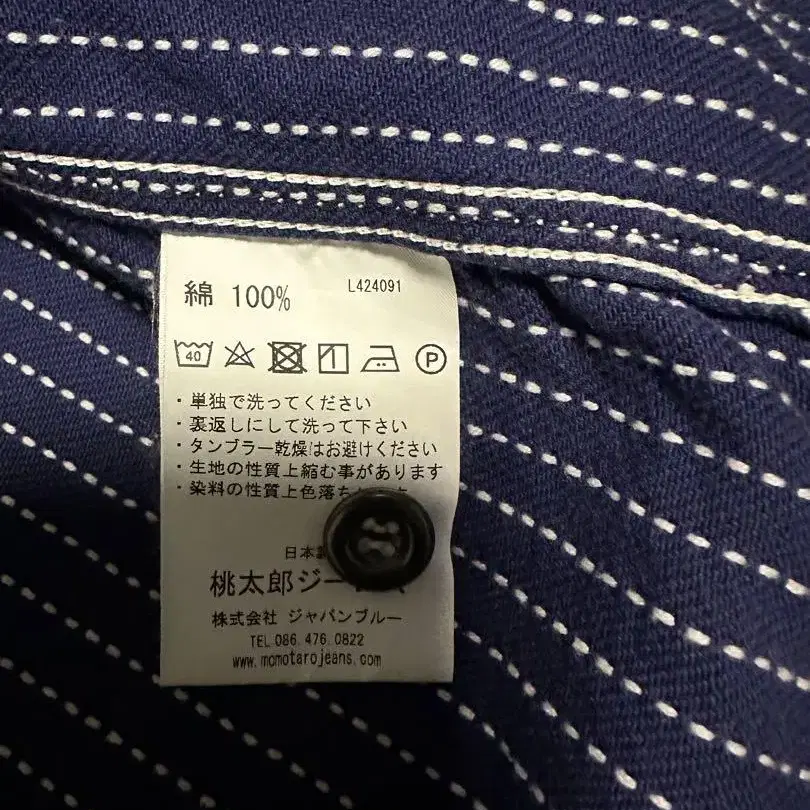 綿 100% L424091
40 P
・単独で洗ってください
・裏返しにして洗って下さい
・タンブラー乾燥はお避けください
・生地の性質上縮む事があります
・染料の性質上色落ち
日本
桃太郎ジー
株式会社 ジャパンブルー
TEL 086.476.0822
www.momotarojeans.com